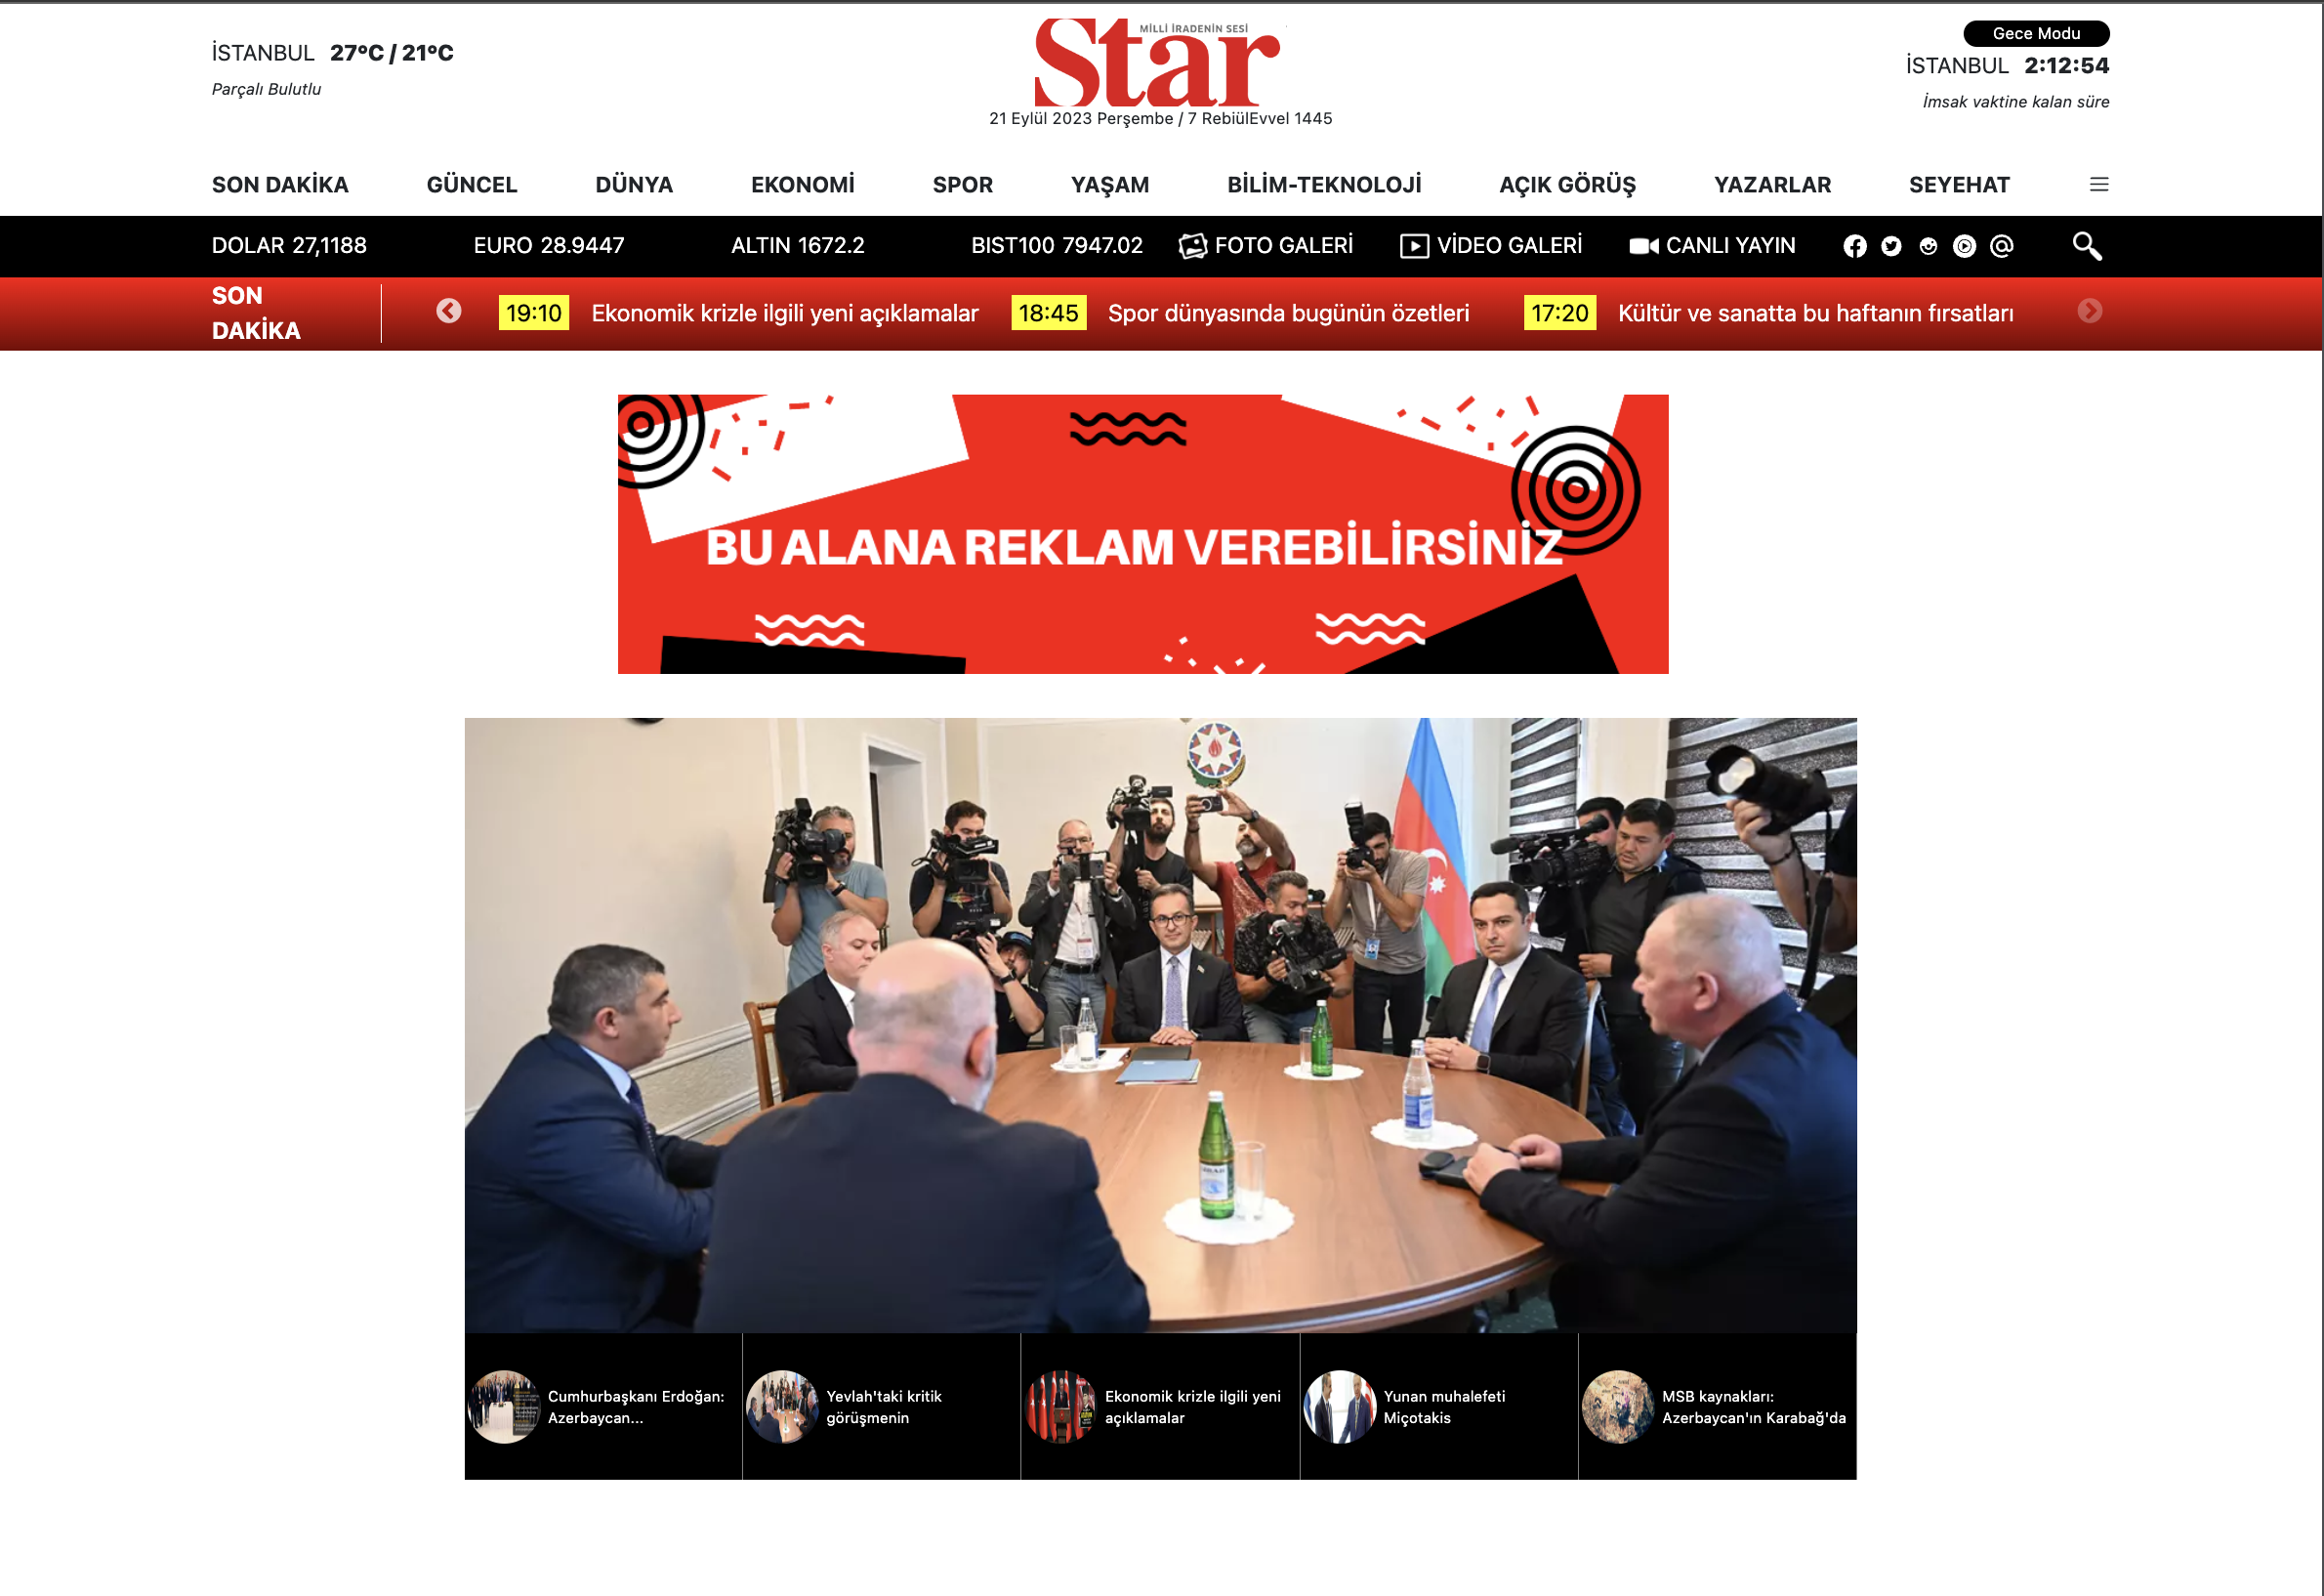 İSTANBUL 27°C / 21°C
Parçalı Bulutlu
MİLLİ İRADENİN SESİ
Star
21 Eylül 2023 Perşembe / 7 RebiülEvvel 1445
Gece Modu
İSTANBUL 2:12:54
İmsak vaktine kalan süre
SON DAKİKA GÜNCEL DÜNYA EKONOMİ SPOR YAŞAM BİLİM-TEKNOLOJİ AÇIK GÖRÜŞ YAZARLAR SEYEHAT
DOLAR 27,1188 EURO 28.9447 ALTIN 1672.2 BIST100 7947.02 FOTO GALERİ VİDEO GALERİ CANLI YAYIN
SON
DAKİKA
19:10 Ekonomik krizle ilgili yeni açıklamalar 18:45 Spor dünyasında bugünün özetleri 17:20 Kültür ve sanatta bu haftanın fırsatları
BU ALANA REKLAM VEREBİLİRSİNİZ
Cumhurbaşkanı Erdoğan:
Azerbaycan...
Yevlah'taki kritik
görüşmenin
Ekonomik krizle ilgili yeni
açıklamalar
Yunan muhalefeti
Miçotakis
MSB kaynakları:
Azerbaycan'ın Karabağ'da